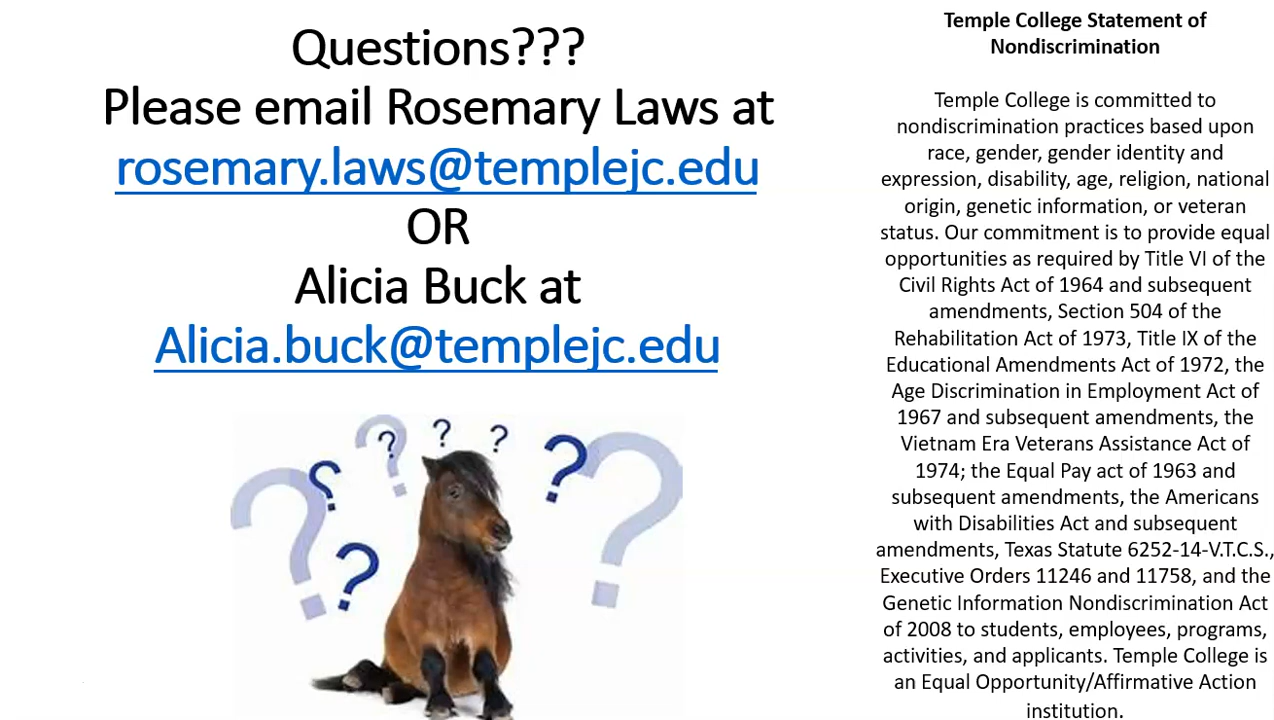 Questions???
Please email Rosemary Laws at
rosemary.laws@templejc.edu
OR
Alicia Buck at
Alicia.buck@templejc.edu
Temple College Statement of
Nondiscrimination
Temple College is committed to
nondiscrimination practices based upon
race, gender, gender identity and
expression, disability, age, religion, national
origin, genetic information, or veteran
status. Our commitment is to provide equal
opportunities as required by Title VI of the
Civil Rights Act of 1964 and subsequent
amendments, Section 504 of the
Rehabilitation Act of 1973, Title IX of the
Educational Amendments Act of 1972, the
Age Discrimination in Employment Act of
1967 and subsequent amendments, the
Vietnam Era Veterans Assistance Act of
1974; the Equal Pay act of 1963 and
subsequent amendments, the Americans
with Disabilities Act and subsequent
amendments, Texas Statute 6252-14-V.T.C.S.,
Executive Orders 11246 and 11758, and the
Genetic Information Nondiscrimination Act
of 2008 to students, employees, programs,
activities, and applicants. Temple College is
an Equal Opportunity/Affirmative Action
institution.
? ? ? ? ? ? ? ? ?